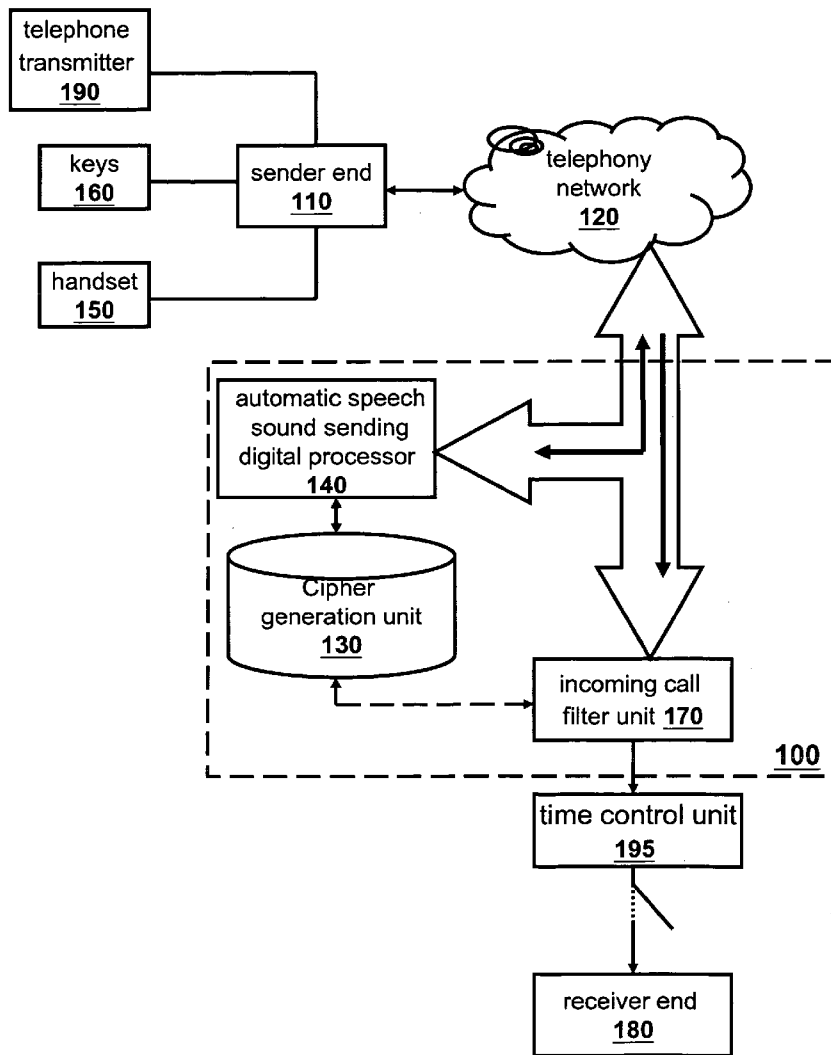 telephone
transmitter
190
keys
160
handset
150
sender end
110
telephony
network
120
automatic speech
sound sending
digital processor
140
Cipher
generation unit
130
incoming call
filter unit 170
100
time control unit
195
receiver end
180